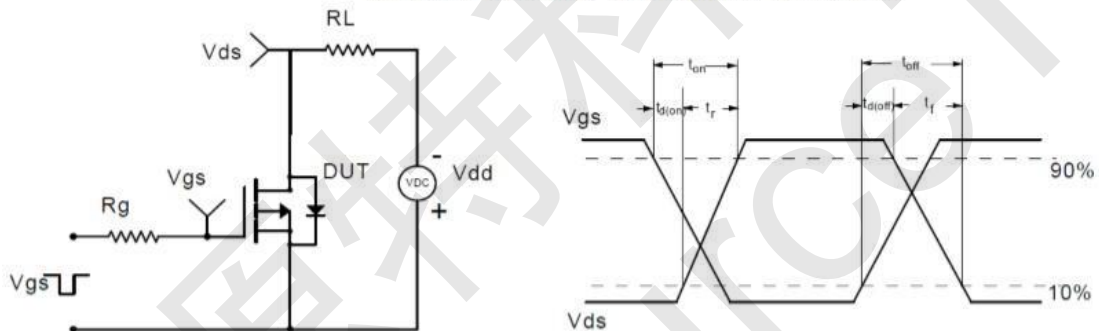 RL
Vds
DUT
Vgs
Rg
Vgs
-
VDC
Vdd
+
ton
toff
td(on)
tr
td(off)
tf
Vgs
90%
10%
Vds